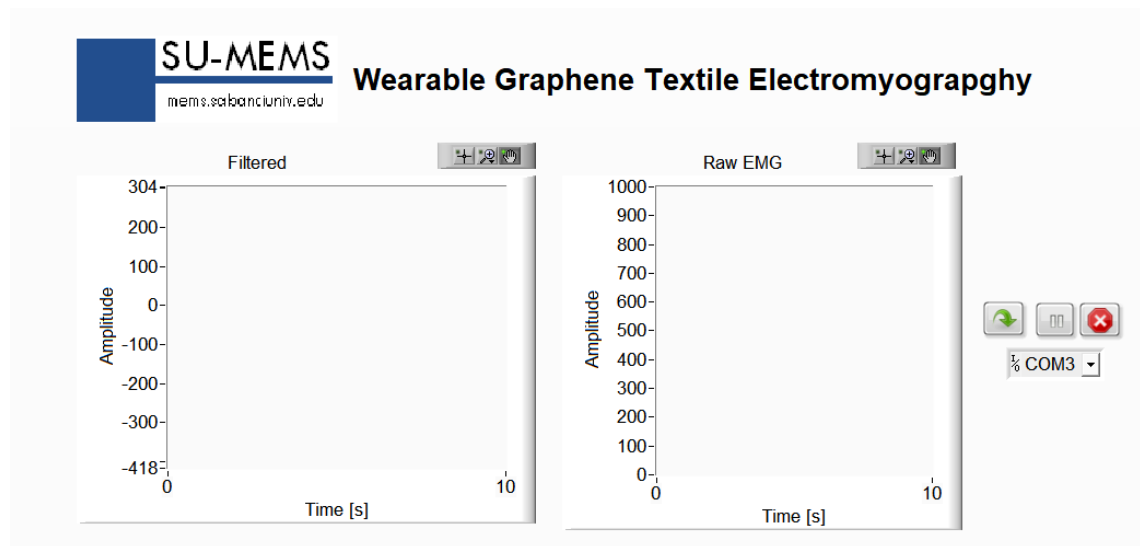 SU-MEMS
mems.sabanciuniv.edu
Wearable Graphene Textile Electromyograpghy
Filtered
304
200
100
0
-100
-200
-300
-418
Amplitude
0
10
Time [s]
Raw EMG
1000
900
800
700
600
500
400
300
200
100
0
Amplitude
0
10
Time [s]
I/O COM3